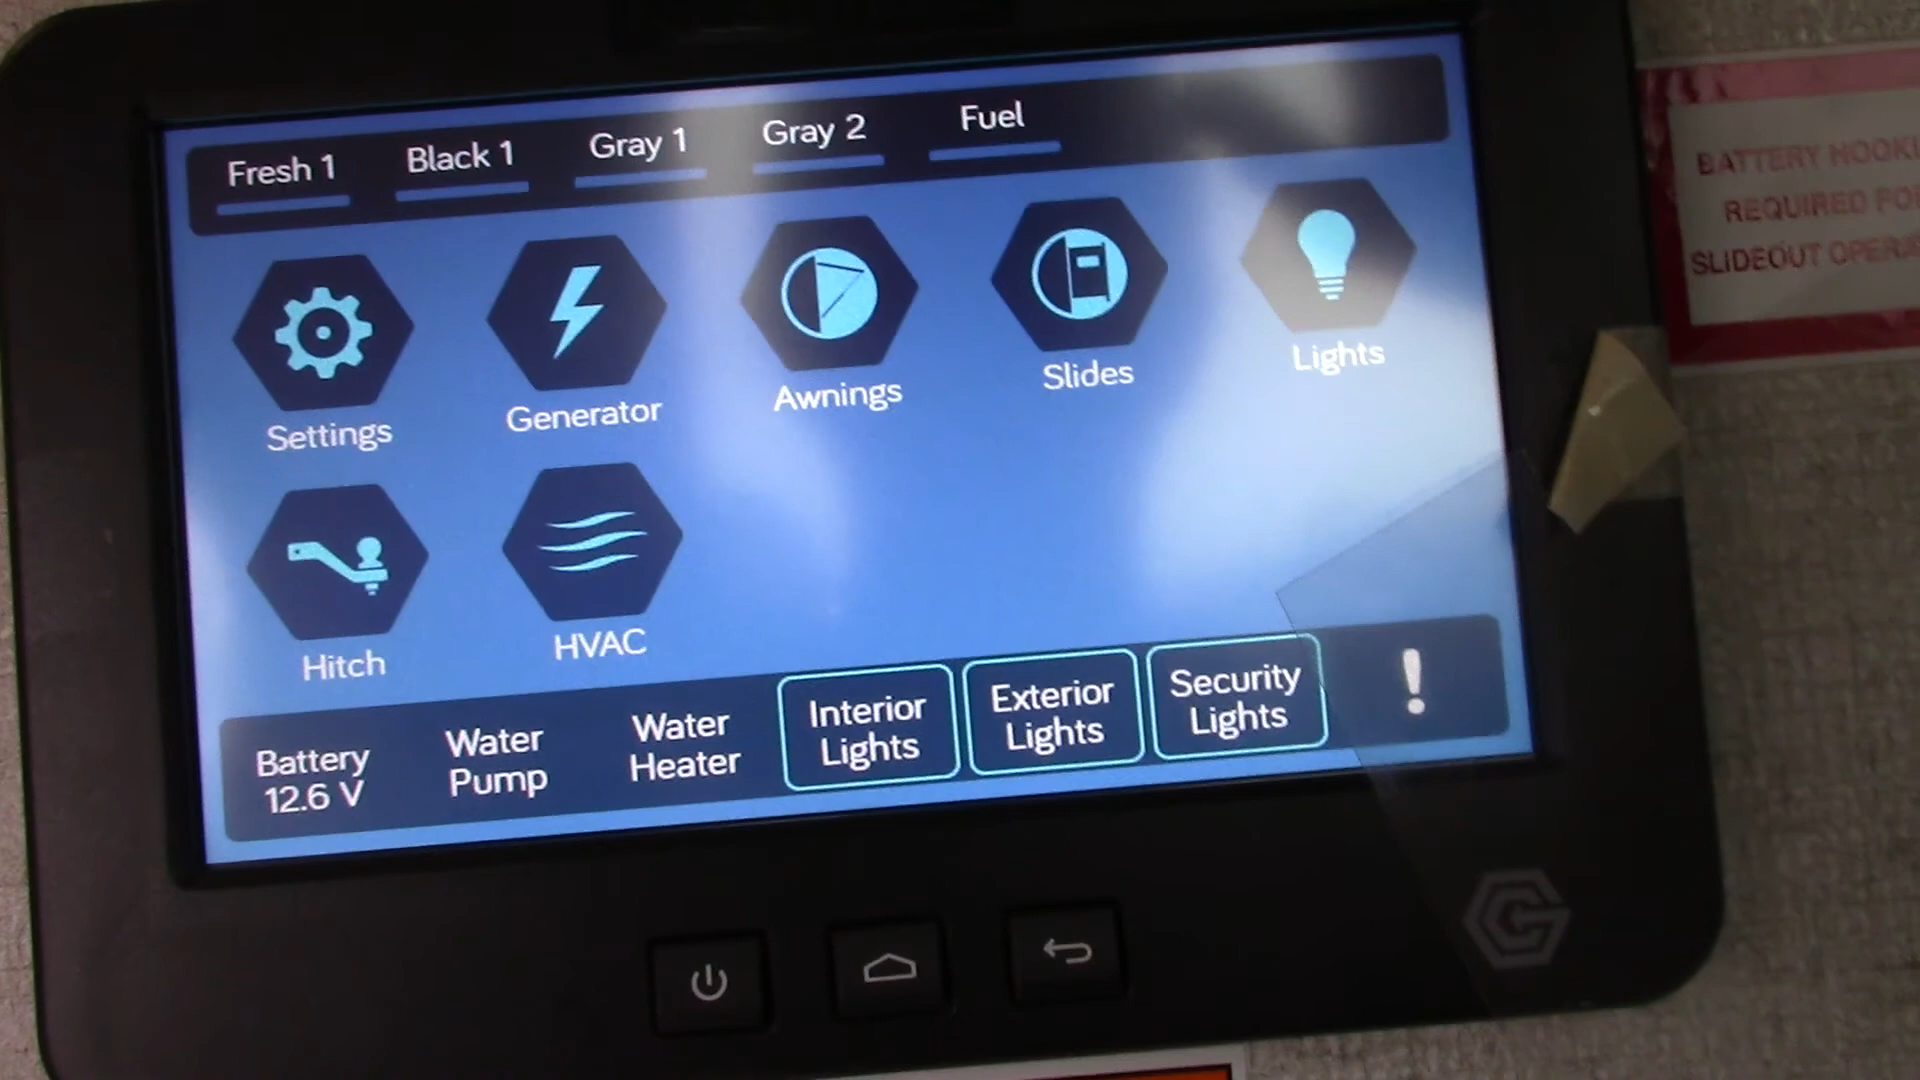 Fresh 1
Black 1
Gray 1
Gray 2
Fuel
Settings
Generator
Awnings
Slides
Lights
Hitch
HVAC
Battery
12.6 V
Water
Pump
Water
Heater
Interior
Lights
Exterior
Lights
Security
Lights
!
BATTERY
REQUIRED
SLIDEOUT